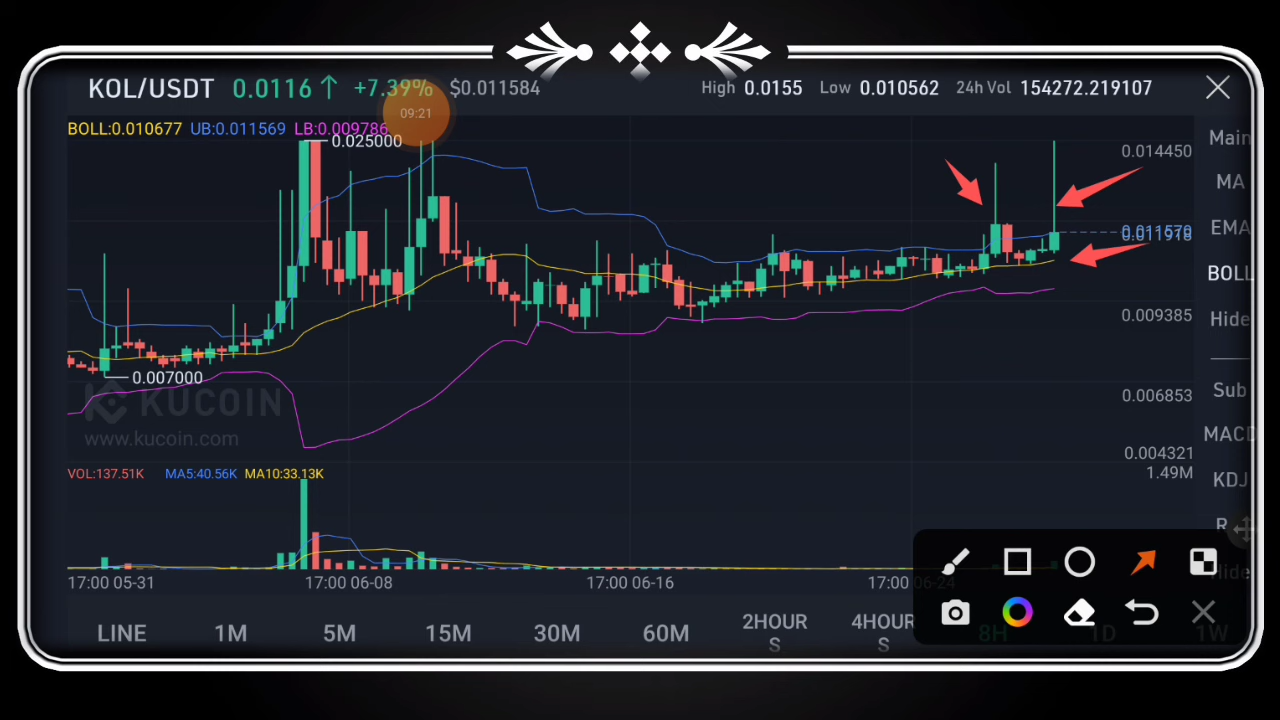 KOL/USDT 0.0116↑ +7.39% $0.011584 High 0.0155 Low 0.010562 24h Vol 154272.219107
09:21
BOLL:0.010677 UB:0.011569 LB:0.009786
0.025000
0.014450
0.011570
0.011918
0.009385
0.007000
0.006853
KUCOIN
www.kucoin.com
0.004321
VOL:137.51K MA5:40.56K MA10:33.13K
1.49M
17:00 05-31 17:00 06-08 17:00 06-16 17:00 06-24
Main
MA
EMA
BOLL
Hide
Sub
MACD
KDJ
R
Hide
LINE 1M 5M 15M 30M 60M 2HOURS 4HOURS 8H 1D 1W